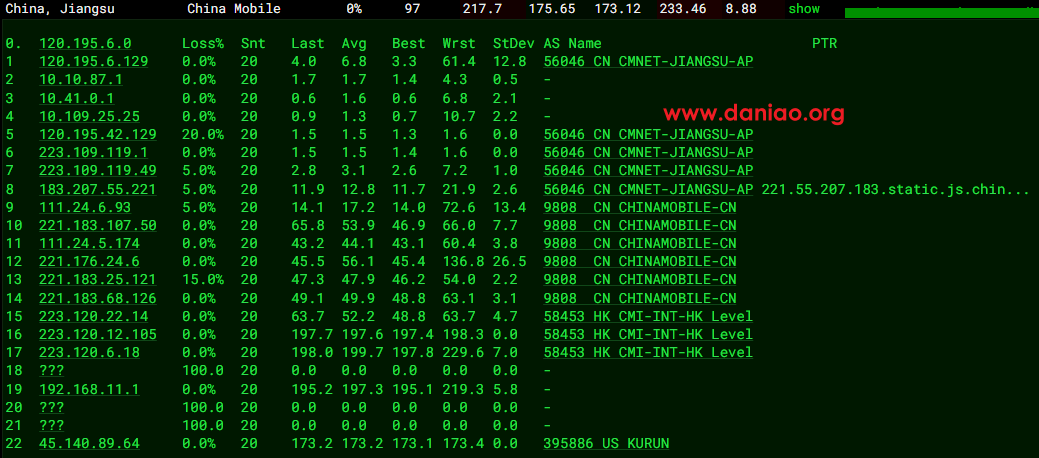 China, Jiangsu China Mobile 0% 97 217.7 175.65 173.12 233.46 8.88 show
0. 120.195.6.0 Loss% Snt Last Avg Best Wrst StDev AS Name PTR
1 120.195.6.129 0.0% 20 4.0 6.8 3.3 61.4 12.8 56046 CN CMNET-JIANGSU-AP
2 10.10.87.1 0.0% 20 1.7 1.7 1.4 4.3 0.5 -
3 10.41.0.1 0.0% 20 0.6 1.6 0.6 6.8 2.1 -
4 10.109.25.25 0.0% 20 0.9 1.3 0.7 10.7 2.2 -
www.daniao.org
5 120.195.42.129 20.0% 20 1.5 1.5 1.3 1.6 0.0 56046 CN CMNET-JIANGSU-AP
6 223.109.119.1 0.0% 20 1.5 1.5 1.4 1.6 0.0 56046 CN CMNET-JIANGSU-AP
7 223.109.119.49 5.0% 20 2.8 3.1 2.6 7.2 1.0 56046 CN CMNET-JIANGSU-AP
8 183.207.55.221 5.0% 20 11.9 12.8 11.7 21.9 2.6 56046 CN CMNET-JIANGSU-AP 221.55.207.183.static.js.chin...
9 111.24.6.93 5.0% 20 14.1 17.2 14.0 72.6 13.4 9808 CN CHINAMOBILE-CN
10 221.183.107.50 0.0% 20 65.8 53.9 46.9 66.0 7.7 9808 CN CHINAMOBILE-CN
11 111.24.5.174 0.0% 20 43.2 44.1 43.1 60.4 3.8 9808 CN CHINAMOBILE-CN
12 221.176.24.6 0.0% 20 45.5 56.1 45.4 136.8 26.5 9808 CN CHINAMOBILE-CN
13 221.183.25.121 15.0% 20 47.3 47.9 46.2 54.0 2.2 9808 CN CHINAMOBILE-CN
14 221.183.68.126 0.0% 20 49.1 49.9 48.8 63.1 3.1 9808 CN CHINAMOBILE-CN
15 223.120.22.14 0.0% 20 63.7 52.2 48.8 63.7 4.7 58453 HK CMI-INT-HK Level
16 223.120.12.105 0.0% 20 197.7 197.6 197.4 198.3 0.0 58453 HK CMI-INT-HK Level
17 223.120.6.18 0.0% 20 198.0 199.7 197.8 229.6 7.0 58453 HK CMI-INT-HK Level
18 ??? 100.0 20 0.0 0.0 0.0 0.0 0.0 -
19 192.168.11.1 0.0% 20 195.2 197.3 195.1 219.3 5.8 -
20 ??? 100.0 20 0.0 0.0 0.0 0.0 0.0 -
21 ??? 100.0 20 0.0 0.0 0.0 0.0 0.0 -
22 45.140.89.64 0.0% 20 173.2 173.2 173.1 173.4 0.0 395886 US KURUN